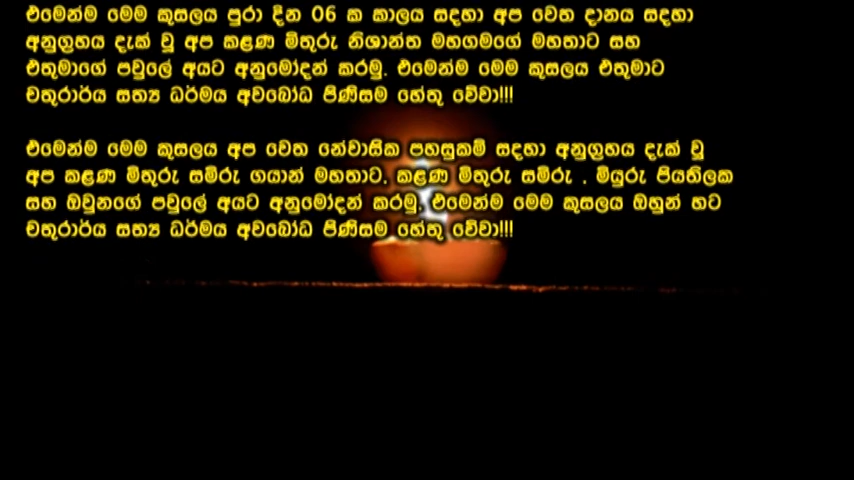 එමෙන්ම මෙම කුසලය පුරා දින 06 ක කාලය සදහා අප වෙත දානය සදහා
අනුග්‍රහය දැක් වූ අප කළණ මිතුරු නිශාන්ත මහගමගේ මහතාට සහ
එතුමාගේ පවුලේ අයට අනුමෝදන් කරමු. එමෙන්ම මෙම කුසලය එතුමාට
චතුරාර්ය සත්‍ය ධර්මය අවබෝධ පිණිසම හේතු වේවා!!!
එමෙන්ම මෙම කුසලය අප වෙත නේවාසික පහසුකම් සදහා අනුග්‍රහය දැක් වූ
අප කළණ මිතුරු සමිරු ගයාන් මහතාට, කළණ මිතුරු සමිරු , මියුරු පියතිලක
සහ ඔවුනගේ පවුලේ අයට අනුමෝදන් කරමු, එමෙන්ම මෙම කුසලය ඔහුන් හට
චතුරාර්ය සත්‍ය ධර්මය අවබෝධ පිණිසම හේතු වේවා!!!